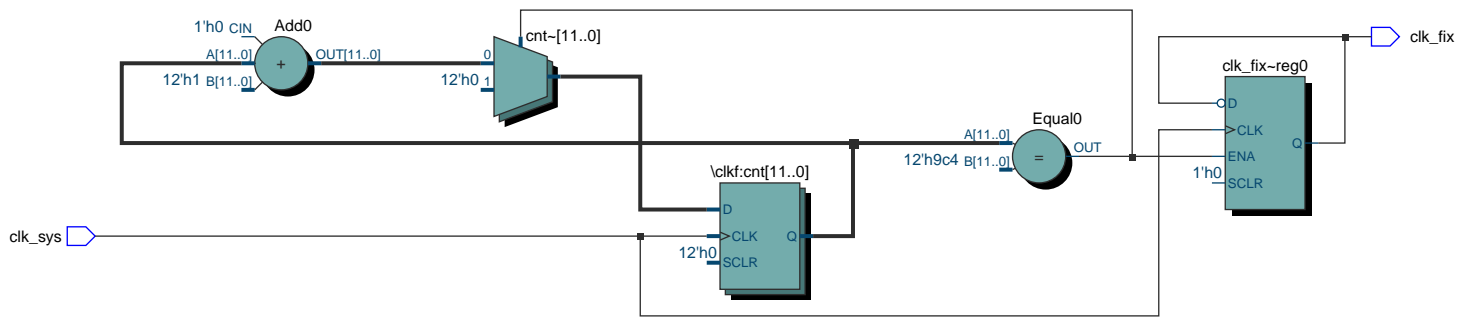 1'h0 CIN
Add0
A[11..0]
OUT[11..0]
12'h1 B[11..0]
+
cnt~[11..0]
0
12'h0 1
clk_fix
clk_fix~reg0
D
CLK
ENA
Q
1'h0 SCLR
Equal0
A[11..0]
OUT
12'h9c4 B[11..0]
=
\clkf:cnt[11..0]
D
CLK
Q
12'h0 SCLR
clk_sys